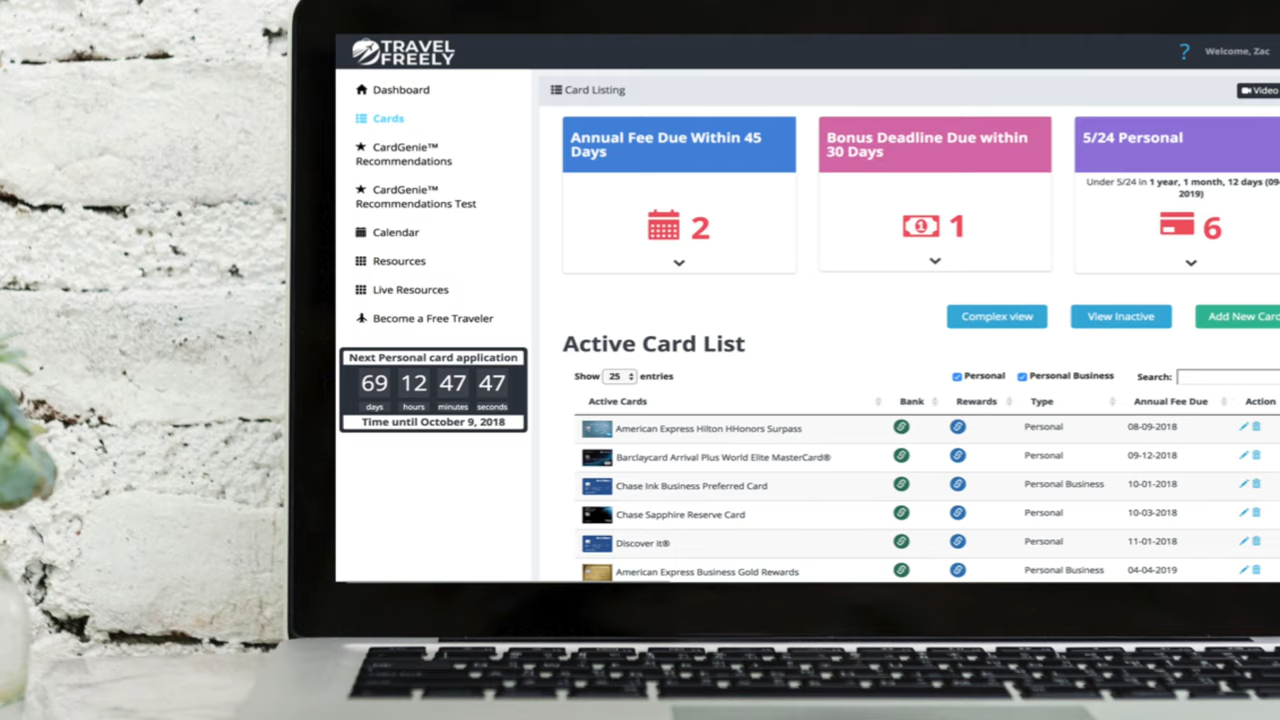 TRAVEL
FREELY
? Welcome, Zac
Dashboard
Cards
CardGenie™
Recommendations
CardGenie™
Recommendations Test
Calendar
Resources
Live Resources
Become a Free Traveler
Next Personal card application
69 12 47 47
days hours minutes seconds
Time until October 9, 2018
Card Listing
Video
Annual Fee Due Within 45
Days
2
Bonus Deadline Due within
30 Days
1 1
5/24 Personal
Under 5/24 in 1 year, 1 month, 12 days (09-
2019)
6
Complex view View Inactive Add New Card
Active Card List
Show 25 entries Personal Personal Business Search:
Active Cards Bank Rewards Type Annual Fee Due Action
American Express Hilton HHonors Surpass Personal 08-09-2018
Barclaycard Arrival Plus World Elite MasterCard® Personal 09-12-2018
Chase Ink Business Preferred Card Personal Business 10-01-2018
Chase Sapphire Reserve Card Personal 10-03-2018
Discover it® Personal 11-01-2018
American Express Business Gold Rewards Personal Business 04-04-2019